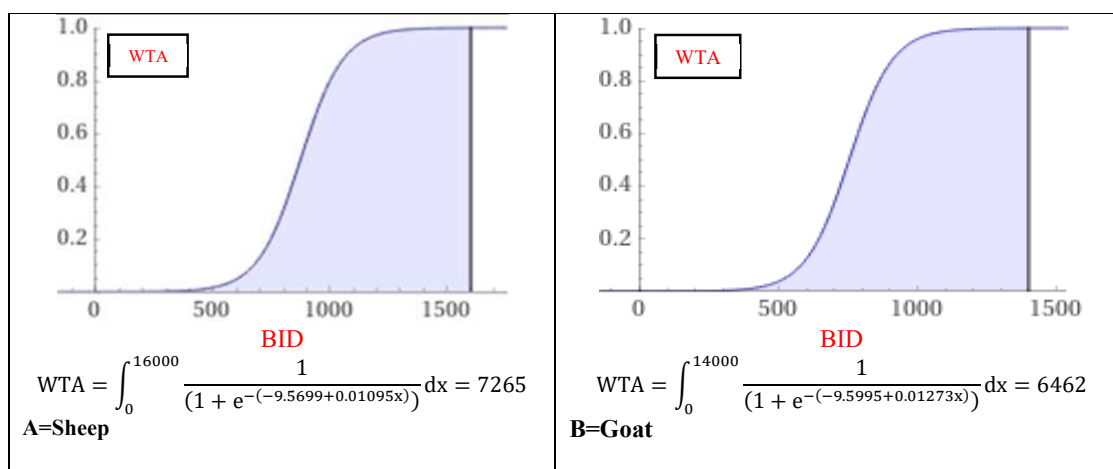 1.0
WTA
0.8
0.6
0.4
0.2
0 500 1000 1500
BID
WTA = ∫₀¹⁶⁰⁰⁰ 1/(1 + e^−(−9.5699+0.01095x)) dx = 7265
A=Sheep
1.0
WTA
0.8
0.6
0.4
0.2
0 500 1000 1500
BID
WTA = ∫₀¹⁴⁰⁰⁰ 1/(1 + e^−(−9.5995+0.01273x)) dx = 6462
B=Goat